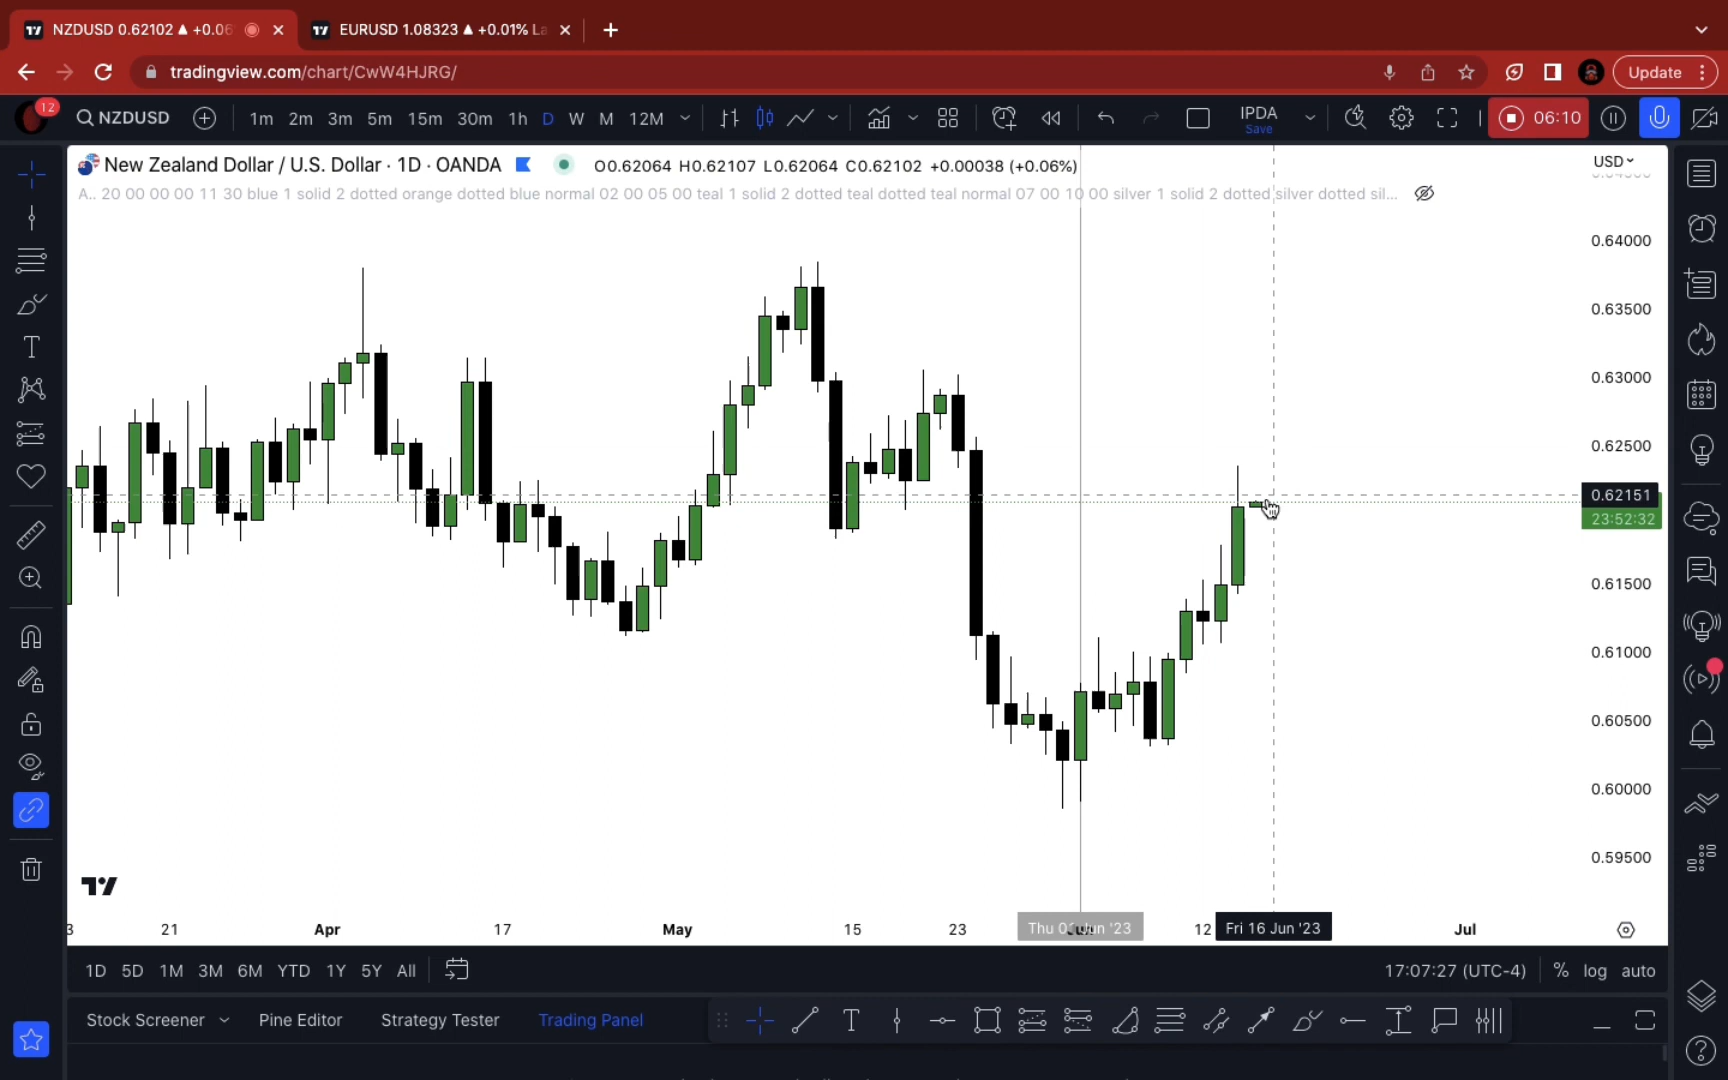 NZDUSD 0.62102 ▲ +0.06
EURUSD 1.08323 ▲ +0.01% La
tradingview.com/chart/CwW4HJRG/
Update
12
NZDUSD
1m 2m 3m 5m 15m 30m 1h D W M 12M
IPDA
Save
06:10
New Zealand Dollar / U.S. Dollar · 1D · OANDA
O0.62064 H0.62107 L0.62064 C0.62102 +0.00038 (+0.06%)
A.. 20 00 00 00 11 30 blue 1 solid 2 dotted orange dotted blue normal 02 00 05 00 teal 1 solid 2 dotted teal dotted teal normal 07 00 10 00 silver 1 solid 2 dotted silver dotted sil...
USD
0.64000
0.63500
0.63000
0.62500
0.62151
23:52:32
0.61500
0.61000
0.60500
0.60000
0.59500
3 21 Apr 17 May 15 23 Thu 0 Jun '23 12 Fri 16 Jun '23 Jul
1D 5D 1M 3M 6M YTD 1Y 5Y All
17:07:27 (UTC-4) % log auto
Stock Screener Pine Editor Strategy Tester Trading Panel